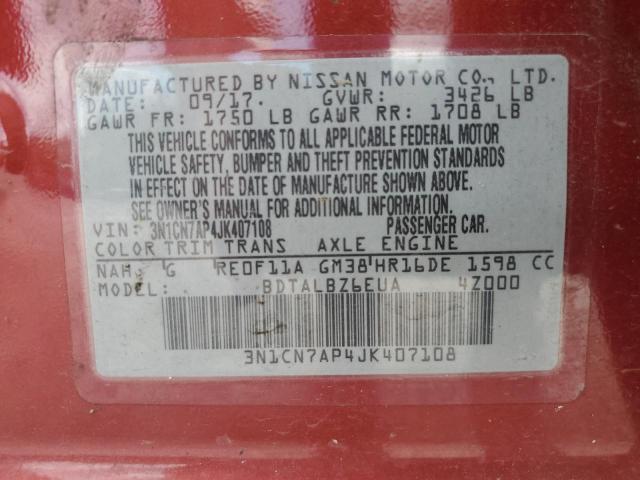 MANUFACTURED BY NISSAN MOTOR CO., LTD.
DATE: 09/17. GVWR: 3426 LB
GAWR FR: 1750 LB GAWR RR: 1708 LB
THIS VEHICLE CONFORMS TO ALL APPLICABLE FEDERAL MOTOR
VEHICLE SAFETY, BUMPER AND THEFT PREVENTION STANDARDS
IN EFFECT ON THE DATE OF MANUFACTURE SHOWN ABOVE.
SEE OWNER'S MANUAL FOR ADDITIONAL INFORMATION.
VIN: 3N1CN7AP4JK407108 PASSENGER CAR.
COLOR TRIM TRANS AXLE ENGINE
NAH G RE0F11A GM38 HR16DE 1598 CC
MODEL: BDTALBZ6EUA 4Z000
3N1CN7AP4JK407108